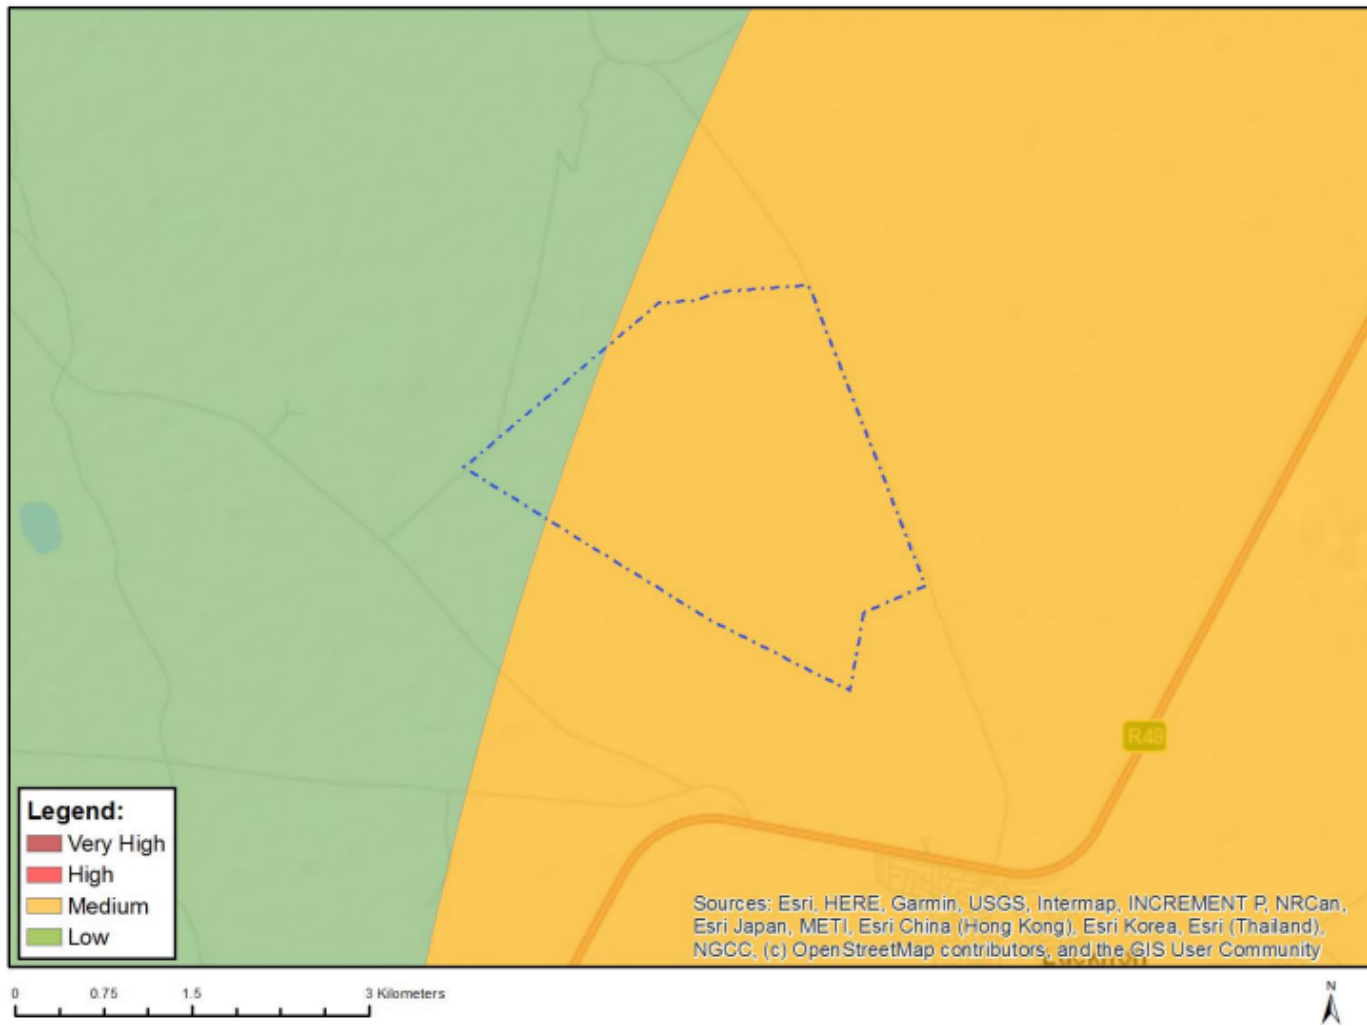 R48
Legend:
Very High
High
Medium
Low
Sources: Esri, HERE, Garmin, USGS, Intermap, INCREMENT P, NRCan,
Esri Japan, METI, Esri China (Hong Kong), Esri Korea, Esri (Thailand),
NGCC, (c) OpenStreetMap contributors, and the GIS User Community
0 0.75 1.5 3 Kilometers
N